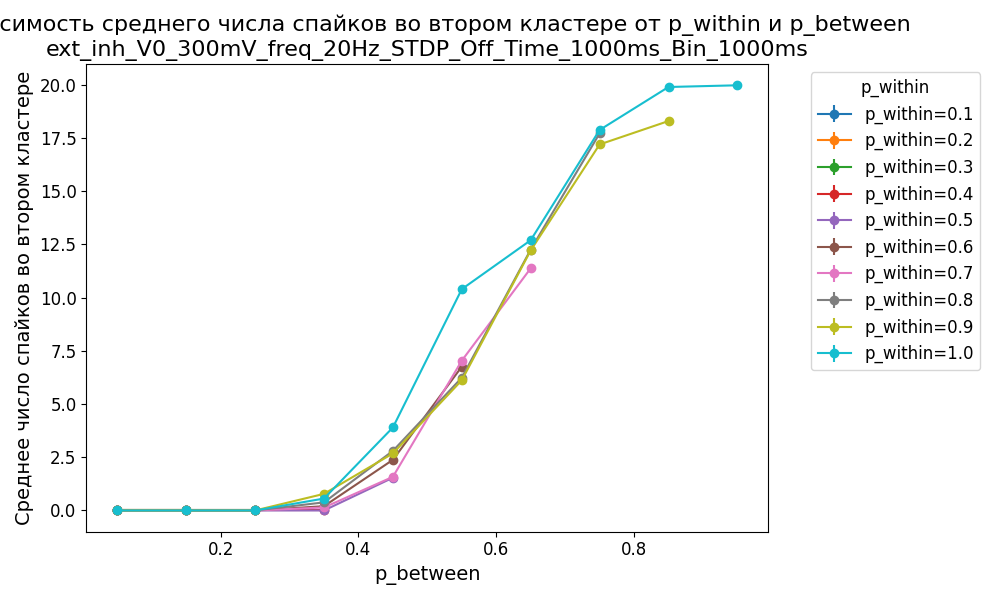 симость среднего числа спайков во втором кластере от p_within и p_between
ext_inh_V0_300mV_freq_20Hz_STDP_Off_Time_1000ms_Bin_1000ms
Среднее число спайков во втором кластере
20.0
17.5
15.0
12.5
10.0
7.5
5.0
2.5
0.0
0.2
0.4
0.6
0.8
p_between
p_within
p_within=0.1
p_within=0.2
p_within=0.3
p_within=0.4
p_within=0.5
p_within=0.6
p_within=0.7
p_within=0.8
p_within=0.9
p_within=1.0